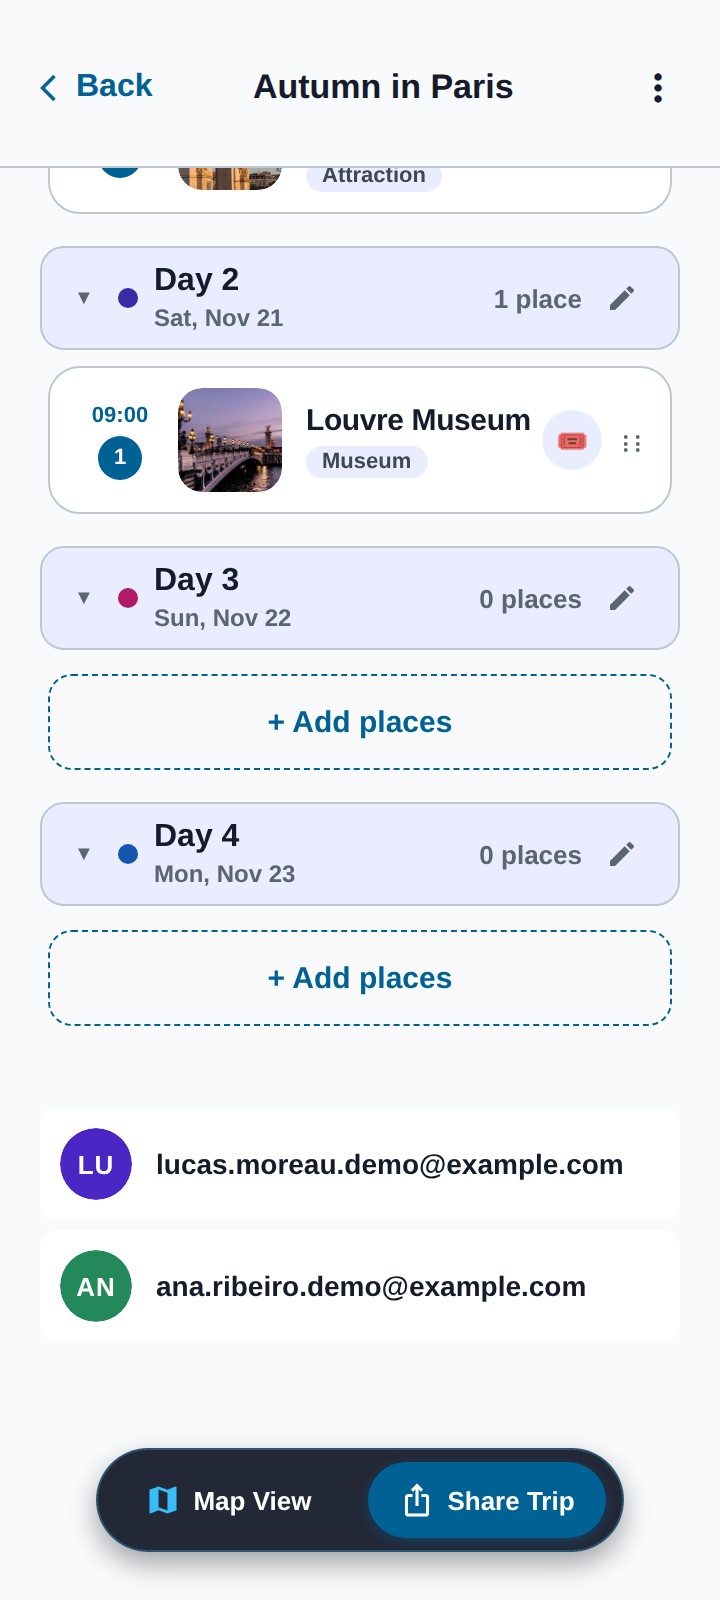 Back
Autumn in Paris
Attraction
Day 2
Sat, Nov 21
1 place
09:00
1
Louvre Museum
Museum
Day 3
Sun, Nov 22
0 places
+ Add places
Day 4
Mon, Nov 23
0 places
+ Add places
LU
lucas.moreau.demo@example.com
AN
ana.ribeiro.demo@example.com
Map View
Share Trip